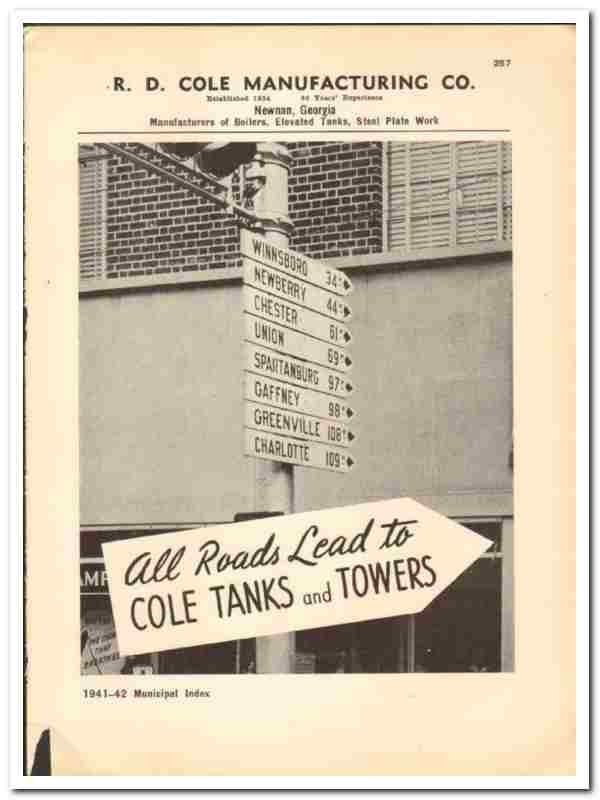 257
R. D. COLE MANUFACTURING CO.
Established 1854 86 Years' Experience
Newnan, Georgia
Manufacturers of Boilers, Elevated Tanks, Steel Plate Work
WINNSBORO 34
NEWBERRY 44
CHESTER 61
UNION 69
SPARTANBURG 97
GAFFNEY 98
GREENVILLE 108
CHARLOTTE 109
All Roads Lead to
COLE TANKS and TOWERS
THAT
1941-42 Municipal Index